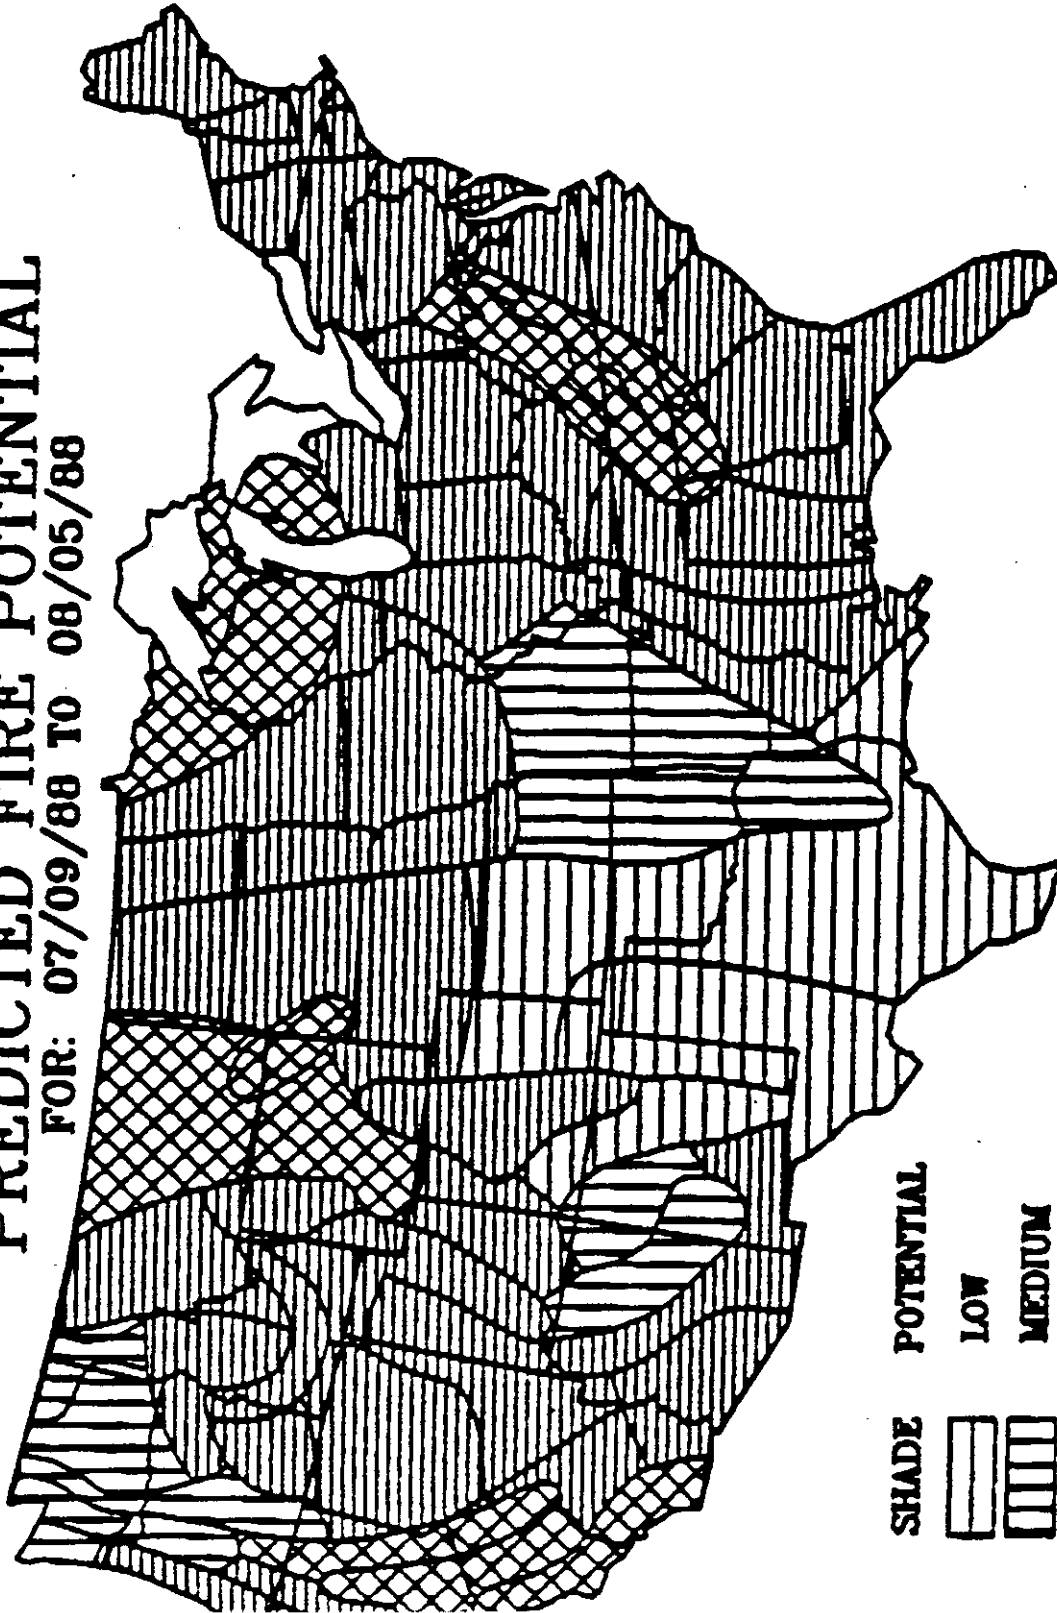 PREDICTED FIRE POTENTIAL
FOR: 07/09/88 TO 08/05/88
SHADE POTENTIAL
LOW
MEDIUM